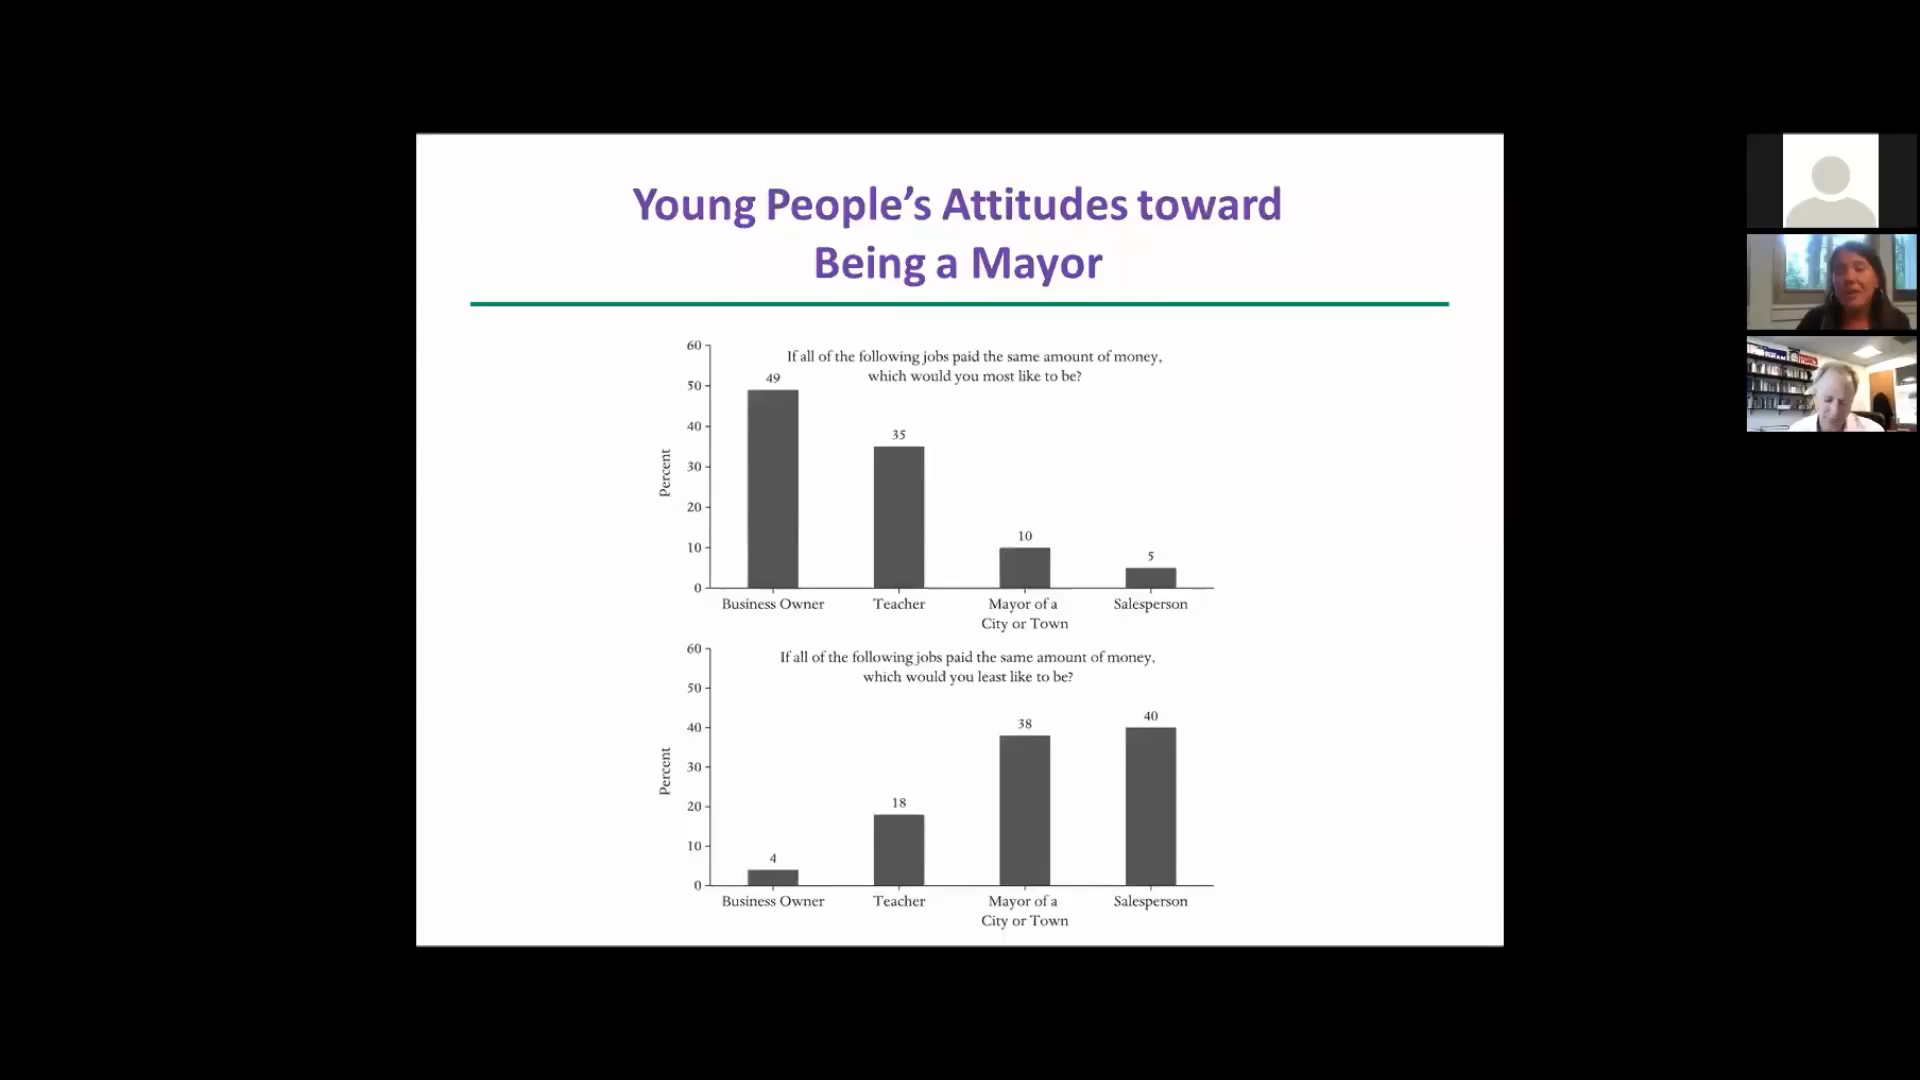 Young People's Attitudes toward
Being a Mayor
If all of the following jobs paid the same amount of money,
which would you most like to be?
60
50
40
30
20
10
0
Percent
49
35
10
5
Business Owner
Teacher
Mayor of a
City or Town
Salesperson
If all of the following jobs paid the same amount of money,
which would you least like to be?
60
50
40
30
20
10
0
Percent
4
18
38
40
Business Owner
Teacher
Mayor of a
City or Town
Salesperson